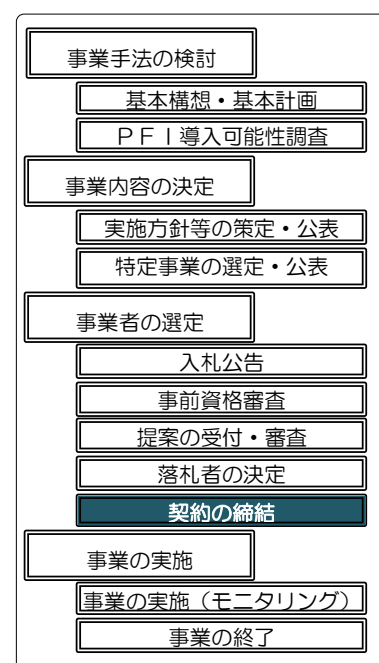 事業手法の検討
基本構想・基本計画
ＰＦＩ導入可能性調査
事業内容の決定
実施方針等の策定・公表
特定事業の選定・公表
事業者の選定
入札公告
事前資格審査
提案の受付・審査
落札者の決定
契約の締結
事業の実施
事業の実施（モニタリング）
事業の終了